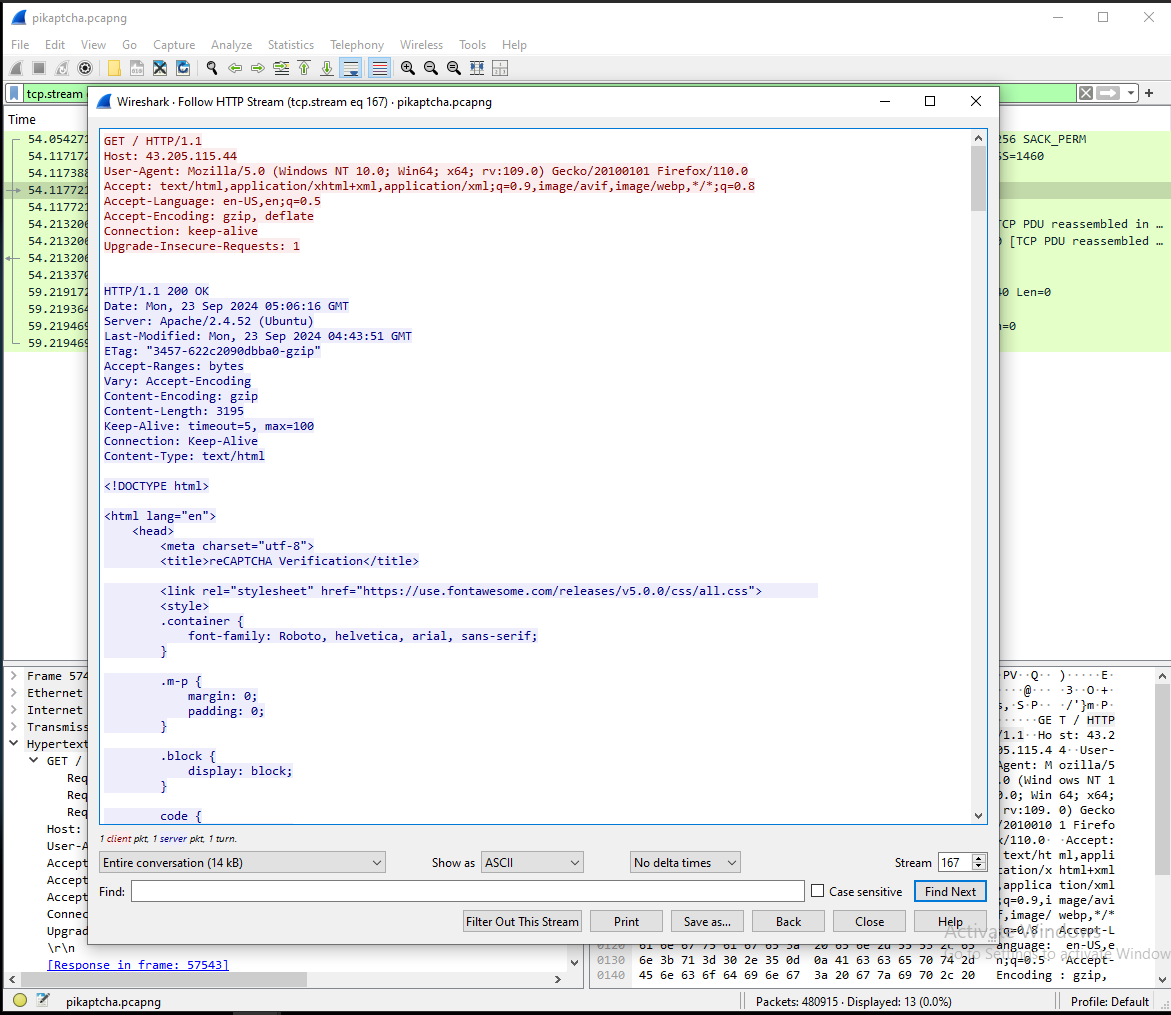 pikaptcha.pcapng
File Edit View Go Capture Analyze Statistics Telephony Wireless Tools Help
tcp.stream
Wireshark · Follow HTTP Stream (tcp.stream eq 167) · pikaptcha.pcapng
Time
54.054271
256 SACK_PERM
54.117172
SS=1460
54.117388
54.117721
54.117721
54.213206
TCP PDU reassembled in …
54.213206
[TCP PDU reassembled …
54.213206
54.213370
59.219172
Len=0
59.219364
59.219469
59.219469
GET / HTTP/1.1
Host: 43.205.115.44
User-Agent: Mozilla/5.0 (Windows NT 10.0; Win64; x64; rv:109.0) Gecko/20100101 Firefox/110.0
Accept: text/html,application/xhtml+xml,application/xml;q=0.9,image/avif,image/webp,*/*;q=0.8
Accept-Language: en-US,en;q=0.5
Accept-Encoding: gzip, deflate
Connection: keep-alive
Upgrade-Insecure-Requests: 1
HTTP/1.1 200 OK
Date: Mon, 23 Sep 2024 05:06:16 GMT
Server: Apache/2.4.52 (Ubuntu)
Last-Modified: Mon, 23 Sep 2024 04:43:51 GMT
ETag: "3457-622c2090dbba0-gzip"
Accept-Ranges: bytes
Vary: Accept-Encoding
Content-Encoding: gzip
Content-Length: 3195
Keep-Alive: timeout=5, max=100
Connection: Keep-Alive
Content-Type: text/html
<!DOCTYPE html>
<html lang="en">
<head>
<meta charset="utf-8">
<title>reCAPTCHA Verification</title>
<link rel="stylesheet" href="https://use.fontawesome.com/releases/v5.0.0/css/all.css">
<style>
.container {
font-family: Roboto, helvetica, arial, sans-serif;
}
.m-p {
margin: 0;
padding: 0;
}
.block {
display: block;
}
code {
1 client pkt, 1 server pkt, 1 turn.
Entire conversation (14 kB) Show as ASCII No delta times Stream 167
Find: Case sensitive Find Next
Filter Out This Stream Print Save as... Back Close Help
Frame 574
Ethernet
Internet
Transmiss
Hypertext
GET /
Req
Req
Req
Host:
User-A
Accept
Accept
Accept
Connec
Upgrad
\r\n
[Response in frame: 57543]
PV··Q· )·····E·
····@··· ·3·O·+·
s,·S·P·· ·/'}m·P·
······GE T / HTTP
/1.1··Ho st: 43.2
05.115.4 4··User-
Agent: M ozilla/5
.0 (Wind ows NT 1
0.0; Win 64; x64;
rv:109. 0) Gecko
/2010010 1 Firefo
x/110.0· ·Accept:
text/ht ml,appli
cation/x html+xml
,applica tion/xml
;q=0.9,i mage/avi
f,image/ webp,*/*
;q=0.8·· Accept-L
0120 61 6e 67 75 61 67 65 3a 20 65 6e 2d 55 53 2c 65 anguage: en-US,e
0130 6e 3b 71 3d 30 2e 35 0d 0a 41 63 63 65 70 74 2d n;q=0.5· ·Accept-
0140 45 6e 63 6f 64 69 6e 67 3a 20 67 7a 69 70 2c 20 Encoding : gzip,
Activate Windows
Go to Settings to activate Window
pikaptcha.pcapng Packets: 480915 · Displayed: 13 (0.0%) Profile: Default